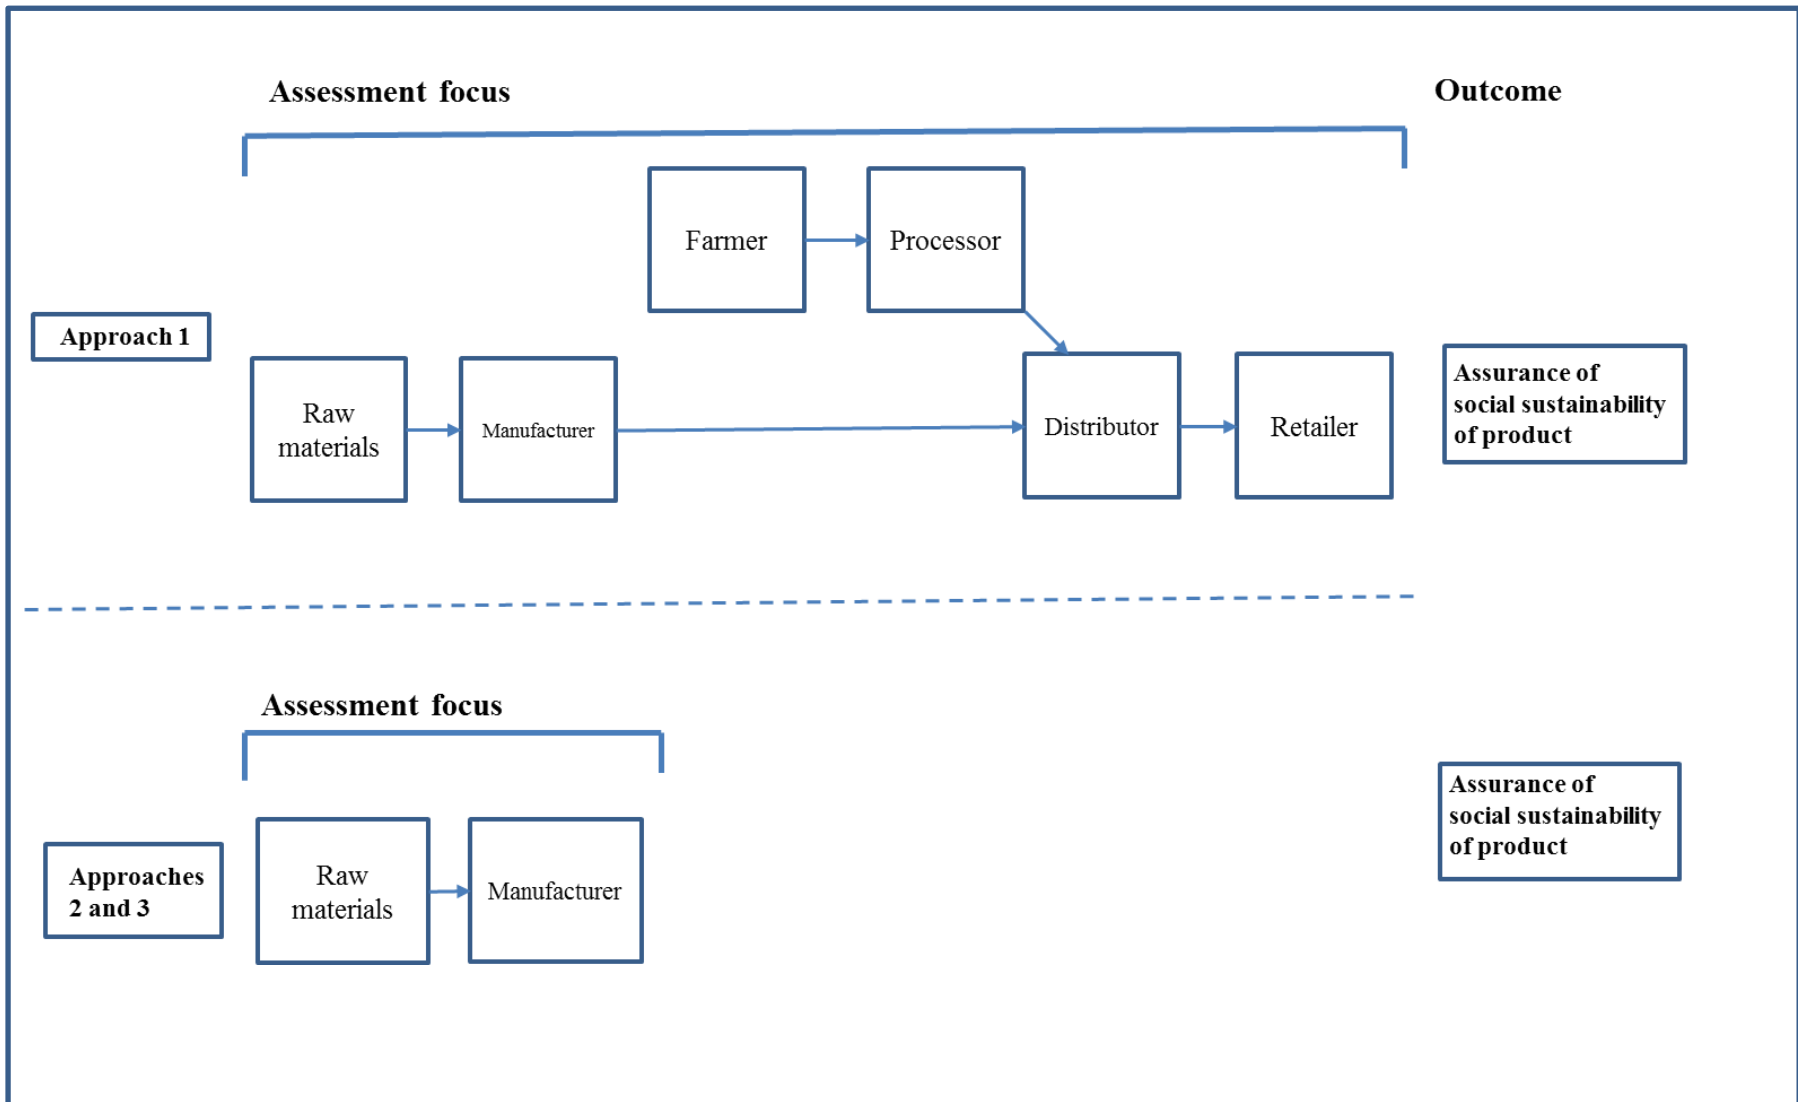 Assessment focus
Outcome
Farmer
Processor
Approach 1
Raw
materials
Manufacturer
Distributor
Retailer
Assurance of
social sustainability
of product
Assessment focus
Approaches
2 and 3
Raw
materials
Manufacturer
Assurance of
social sustainability
of product